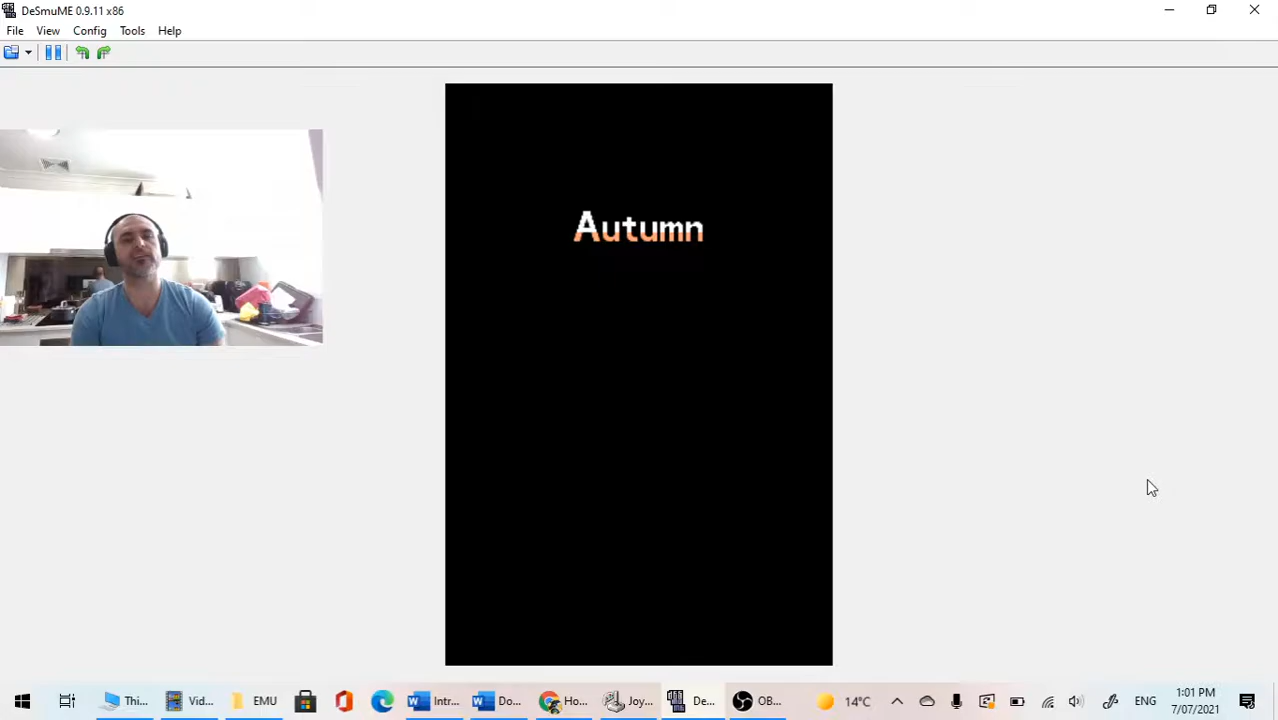 DeSmuME 0.9.11 x86
File View Config Tools Help
Autumn
Thi... Vid... EMU Intr... Do... Ho... Joy... De... OB... 14°C ENG
1:01 PM
7/07/2021